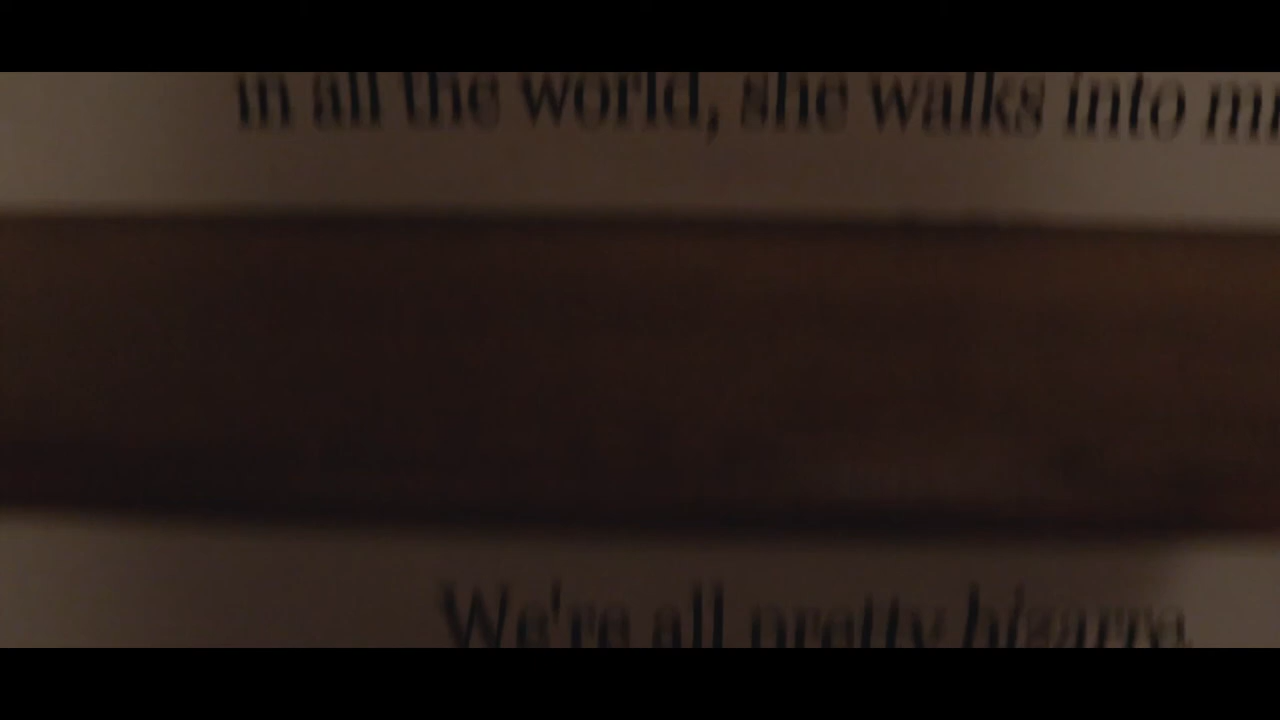 in all the world, she walks into
We're all pretty bizarre.